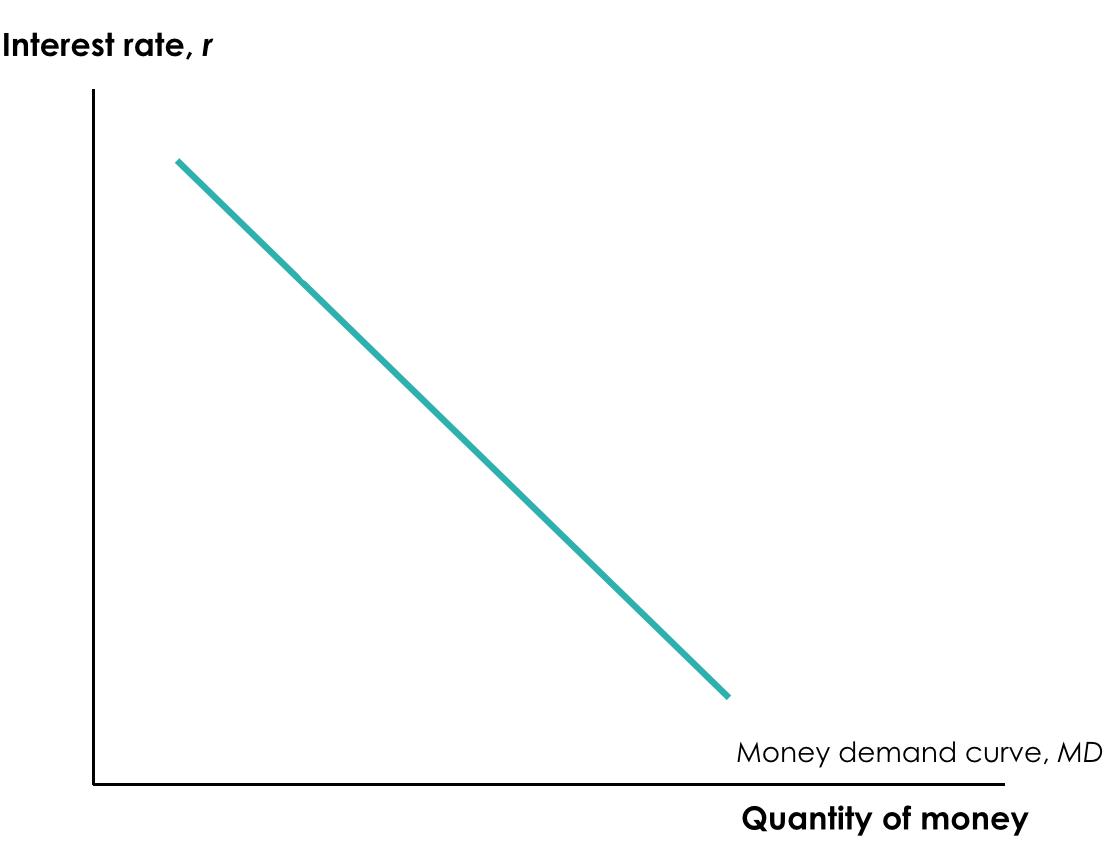 Interest rate, r
Money demand curve, MD
Quantity of money